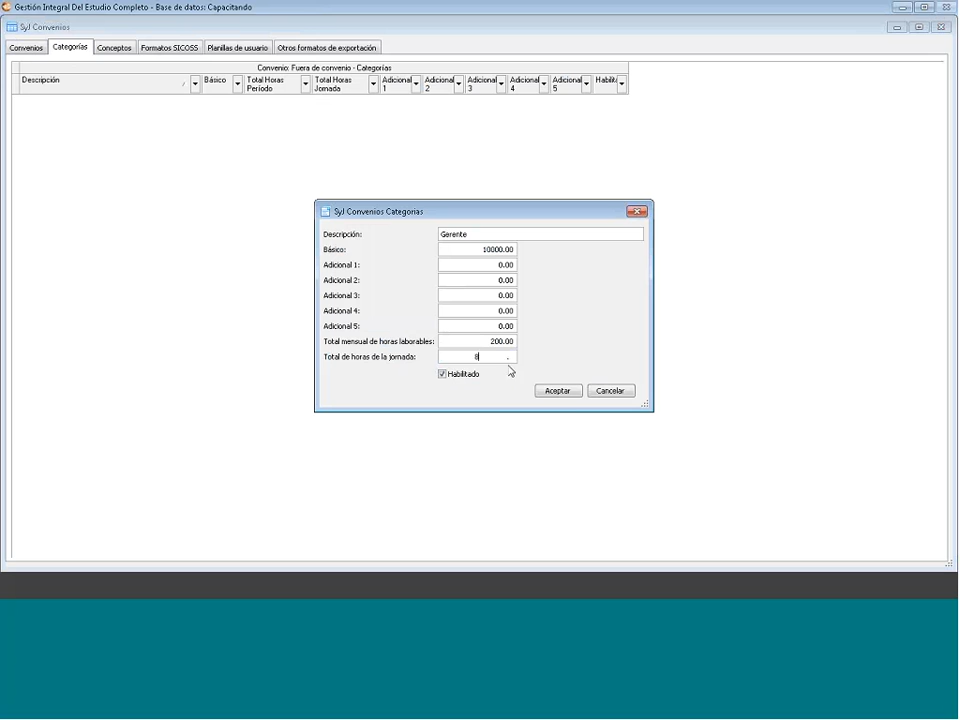 Gestión Integral Del Estudio Completo - Base de datos: Capacitando
SyJ Convenios
Convenios Categorías Conceptos Formatos SICOSS Planillas de usuario Otros formatos de exportación
Convenio: Fuera de convenio - Categorías
Descripción Básico Total Horas Período Total Horas Jornada Adicional 1 Adicional 2 Adicional 3 Adicional 4 Adicional 5 Habilit
SyJ Convenios Categorias
Descripción: Gerente
Básico: 10000.00
Adicional 1: 0.00
Adicional 2: 0.00
Adicional 3: 0.00
Adicional 4: 0.00
Adicional 5: 0.00
Total mensual de horas laborables: 200.00
Total de horas de la jornada: 8 .
Habilitado
Aceptar Cancelar